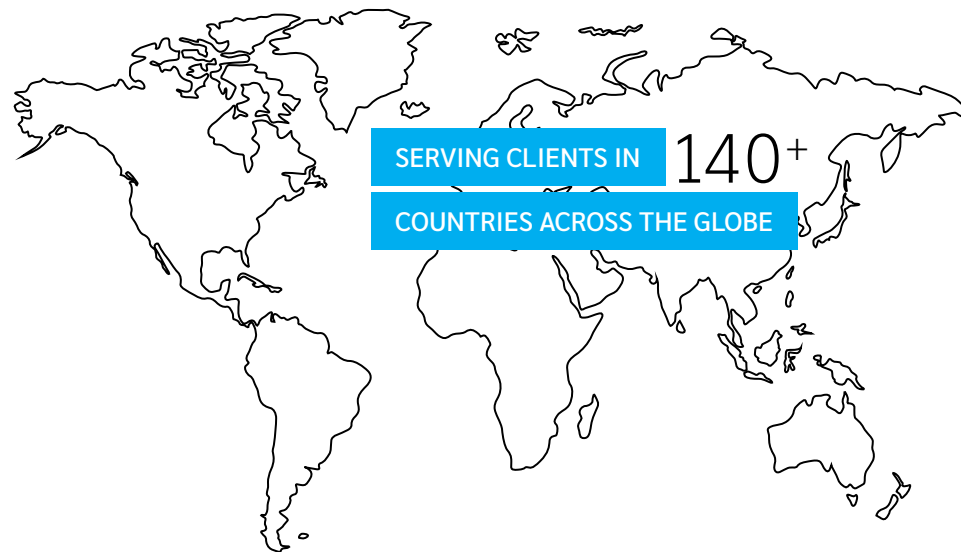 SERVING CLIENTS IN 140+
COUNTRIES ACROSS THE GLOBE